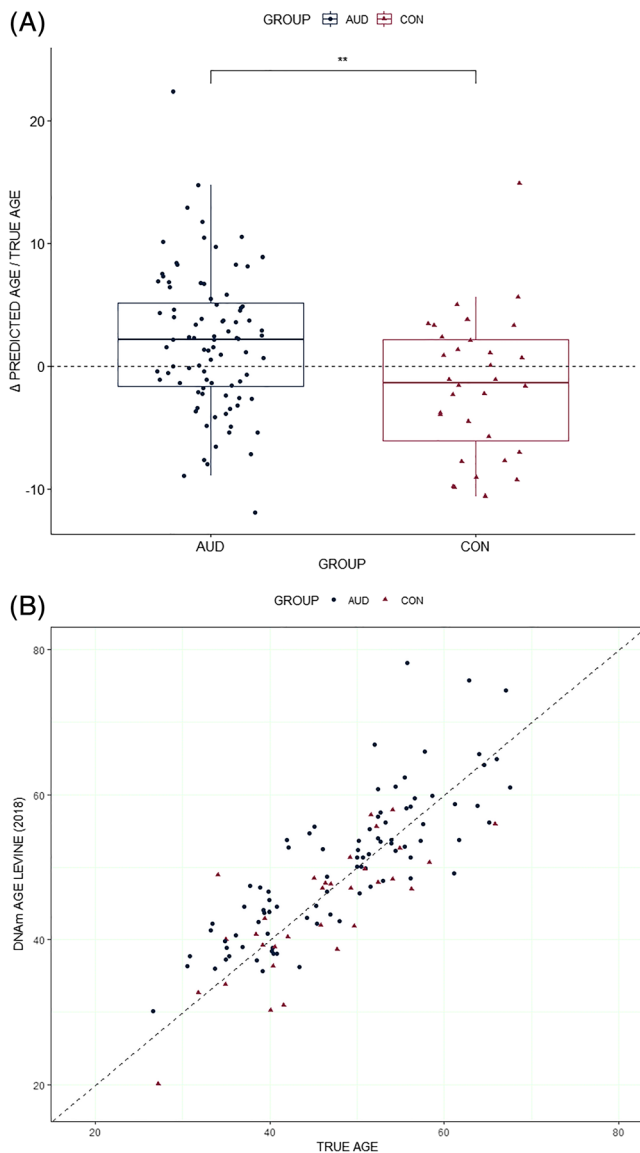 (A)
GROUP AUD CON
**
20
10
0
-10
Δ PREDICTED AGE / TRUE AGE
AUD CON
GROUP
(B)
GROUP AUD CON
80
60
40
20
DNAm AGE LEVINE (2018)
20 40 60 80
TRUE AGE